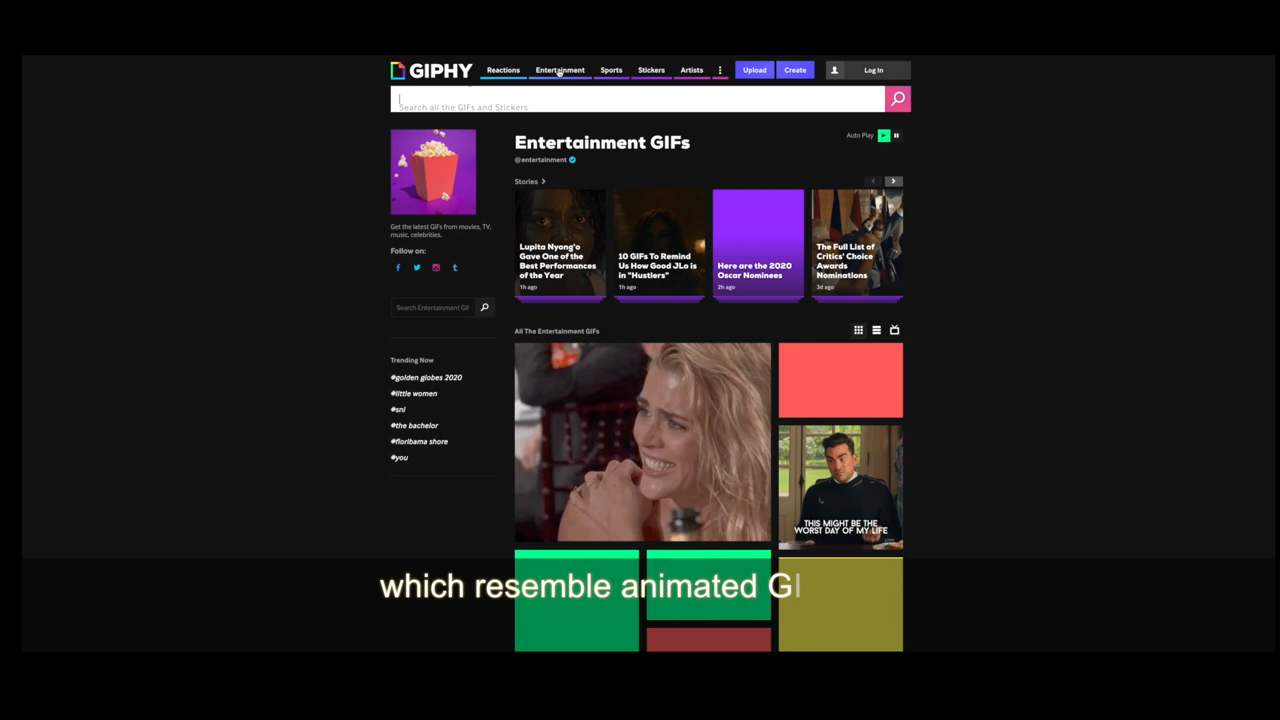 GIPHY
Reactions
Entertainment
Sports
Stickers
Artists
Upload
Create
Log In
Search all the GIFs and Stickers
Entertainment GIFs
@entertainment
Auto Play
Get the latest GIFs from movies, TV,
music, celebrities.
Follow on:
Search Entertainment GIF
Trending Now
#golden globes 2020
#little women
#snl
#the bachelor
#floribama shore
#you
Stories
Lupita Nyong'o
Gave One of the
Best Performances
of the Year
1h ago
10 GIFs To Remind
Us How Good JLo is
in "Hustlers"
1h ago
Here are the 2020
Oscar Nominees
2h ago
The Full List of
Critics' Choice
Awards
Nominations
3d ago
All The Entertainment GIFs
THIS MIGHT BE THE
WORST DAY OF MY LIFE
which resemble animated GI